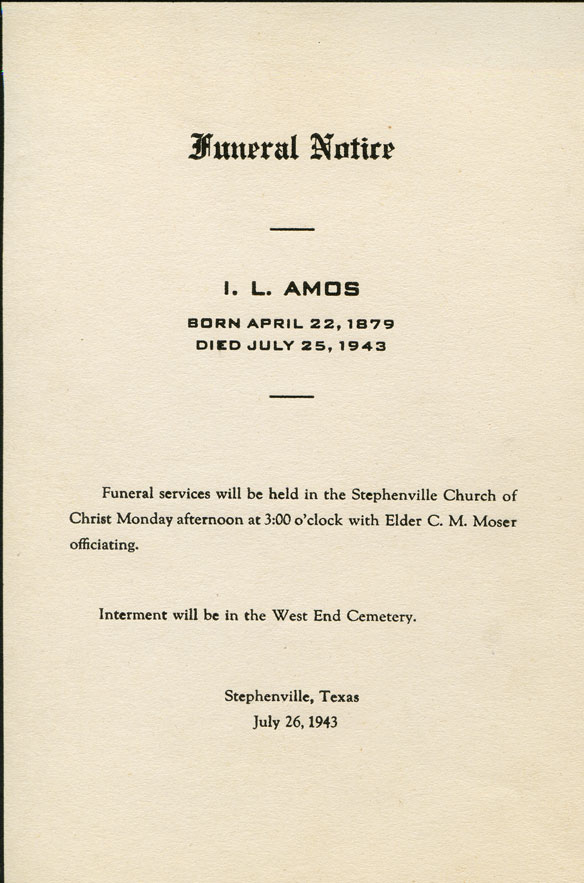 Funeral Notice
I. L. AMOS
BORN APRIL 22, 1879
DIED JULY 25, 1943
Funeral services will be held in the Stephenville Church of
Christ Monday afternoon at 3:00 o'clock with Elder C. M. Moser
officiating.
Interment will be in the West End Cemetery.
Stephenville, Texas
July 26, 1943